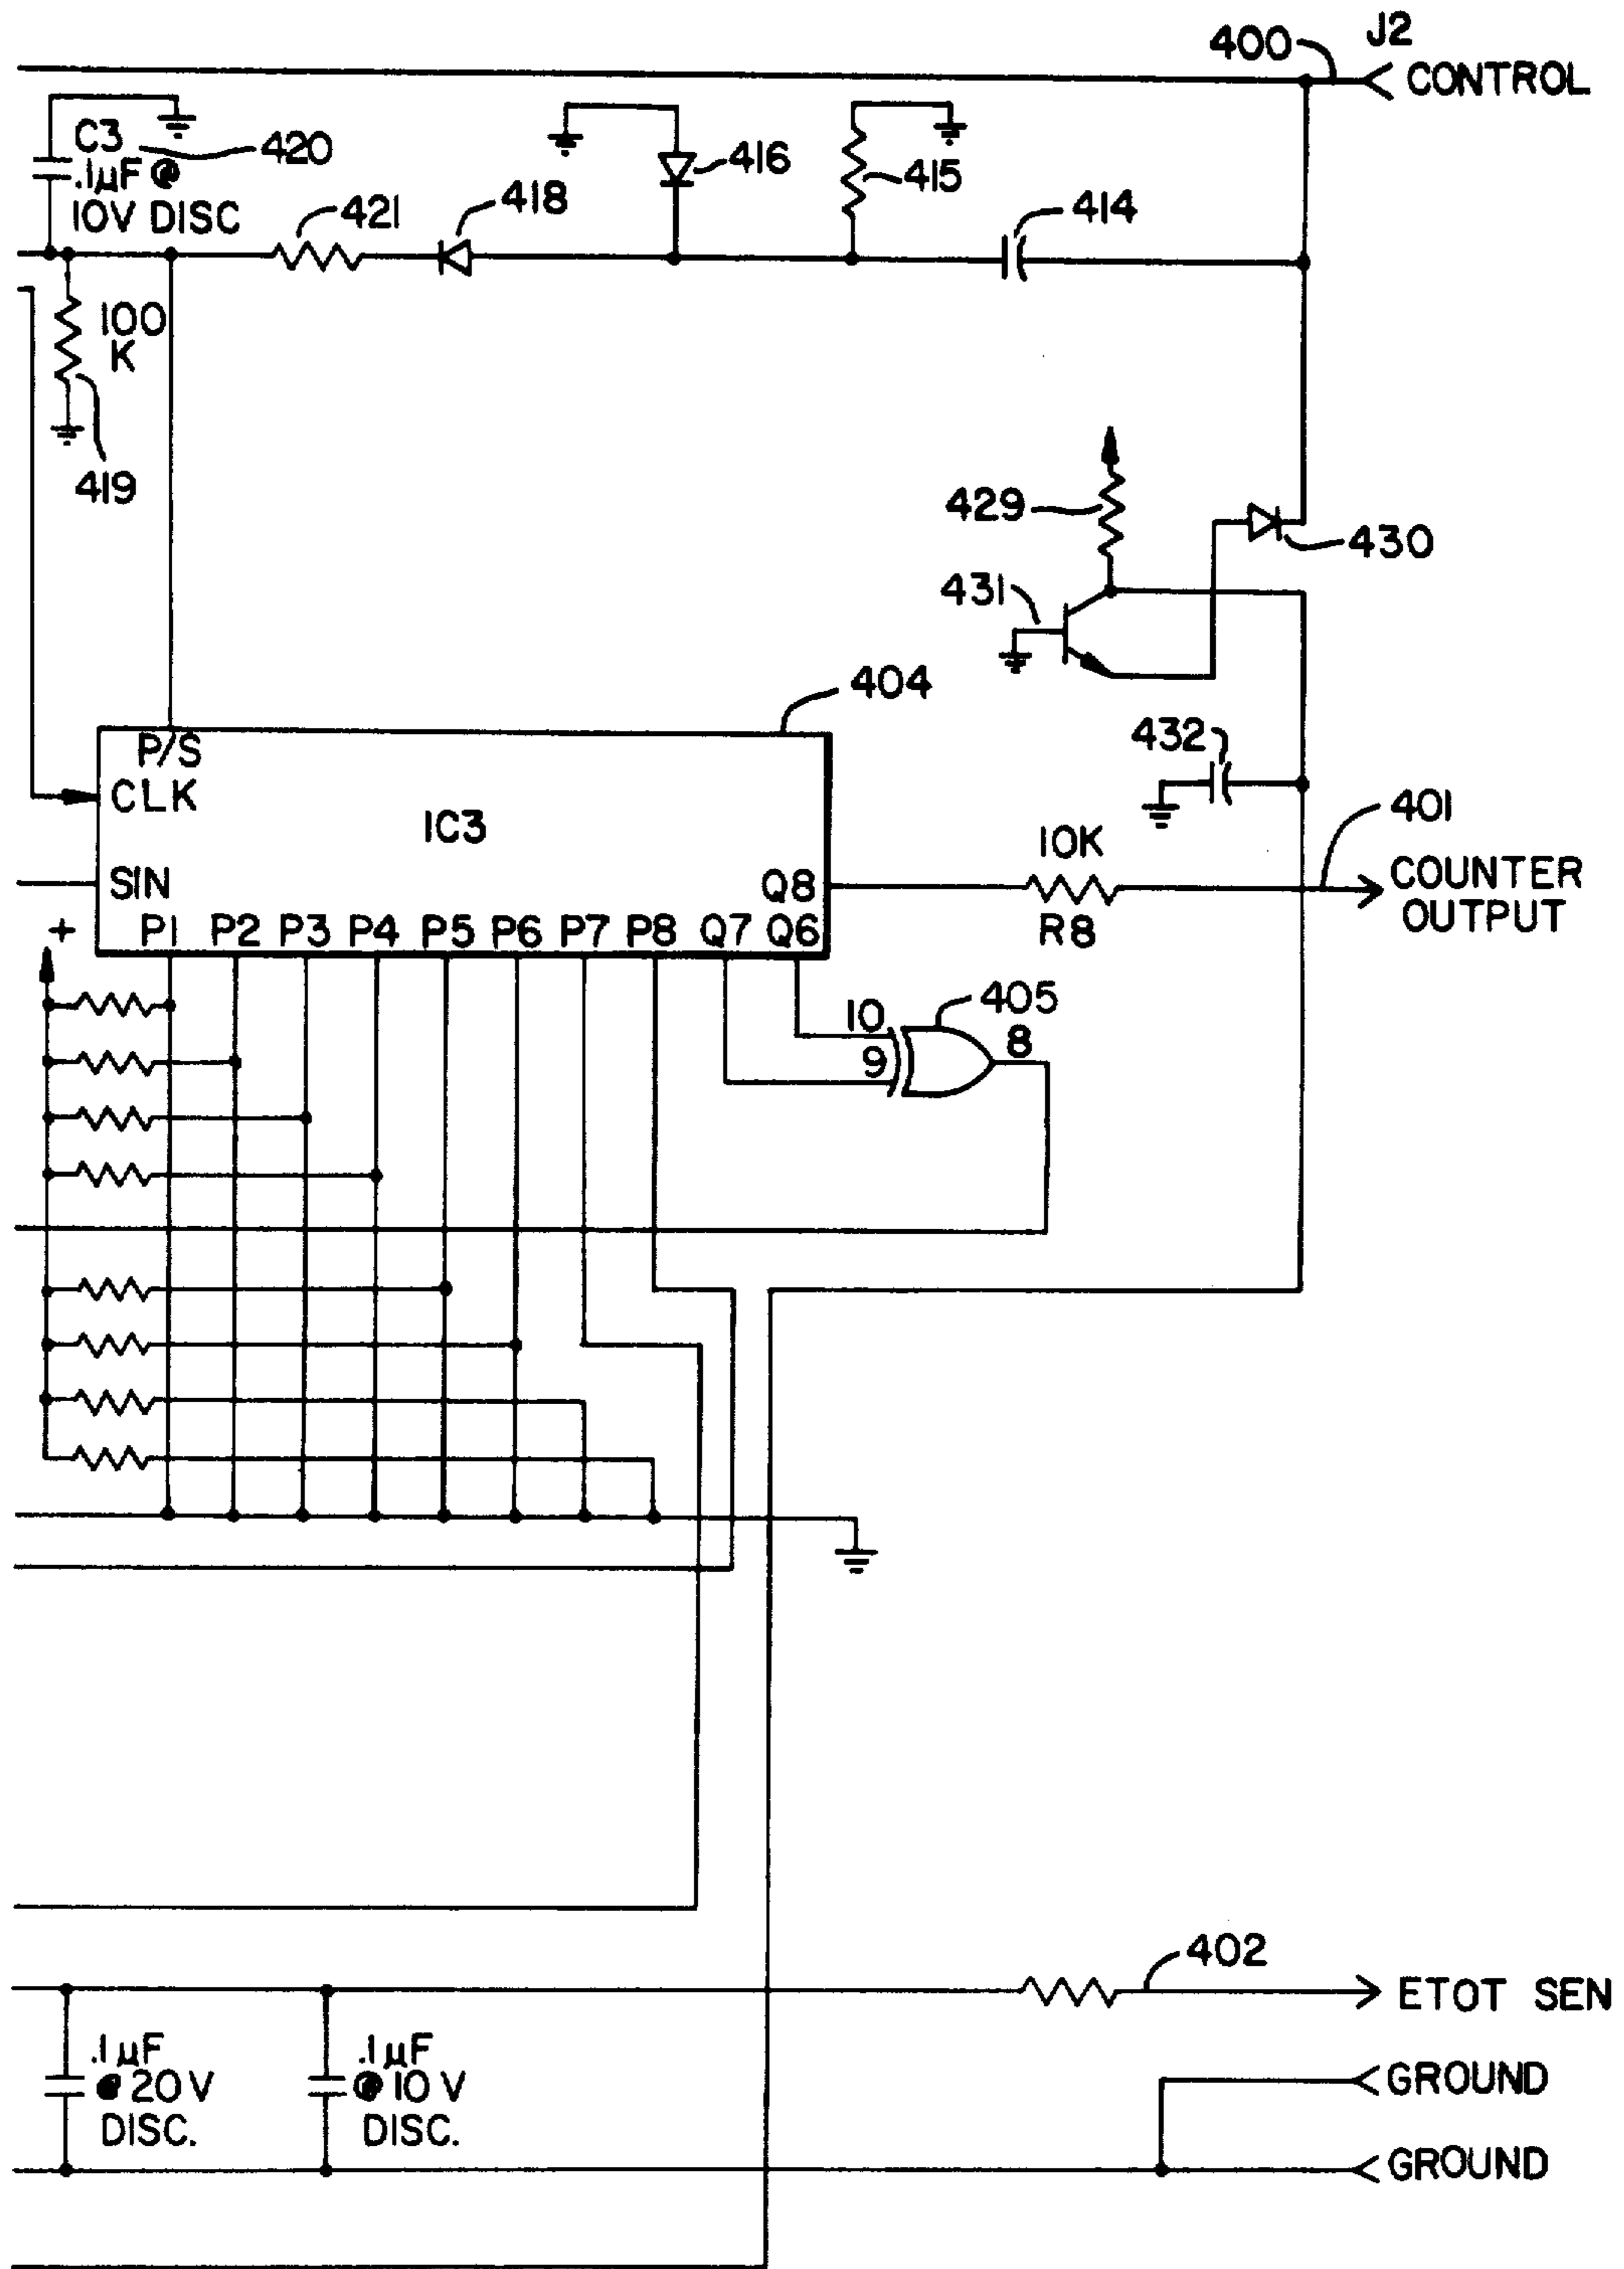 J2
400
CONTROL
C3
420
.1µF @
10V DISC
416
415
421
418
414
100
K
419
429
430
431
404
432
P/S
CLK
IC3
401
10K
SIN
Q8
COUNTER
OUTPUT
R8
+
P1 P2 P3 P4 P5 P6 P7 P8 Q7 Q6
405
10
8
9
402
ETOT SEN
.1µF
@ 20V
DISC.
.1µF
@ 10V
DISC.
GROUND
GROUND